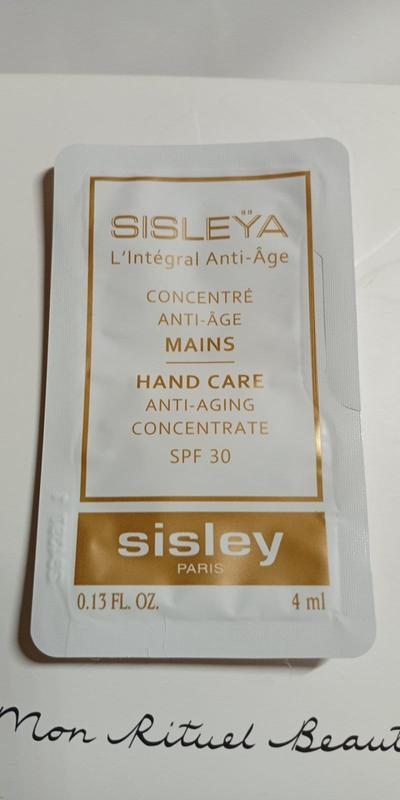 SISLEŸA
L'Intégral Anti-Âge
CONCENTRÉ
ANTI-ÂGE
MAINS
HAND CARE
ANTI-AGING
CONCENTRATE
SPF 30
sisley
PARIS
0.13 FL. OZ. 4 ml
Mon Rituel Beaut